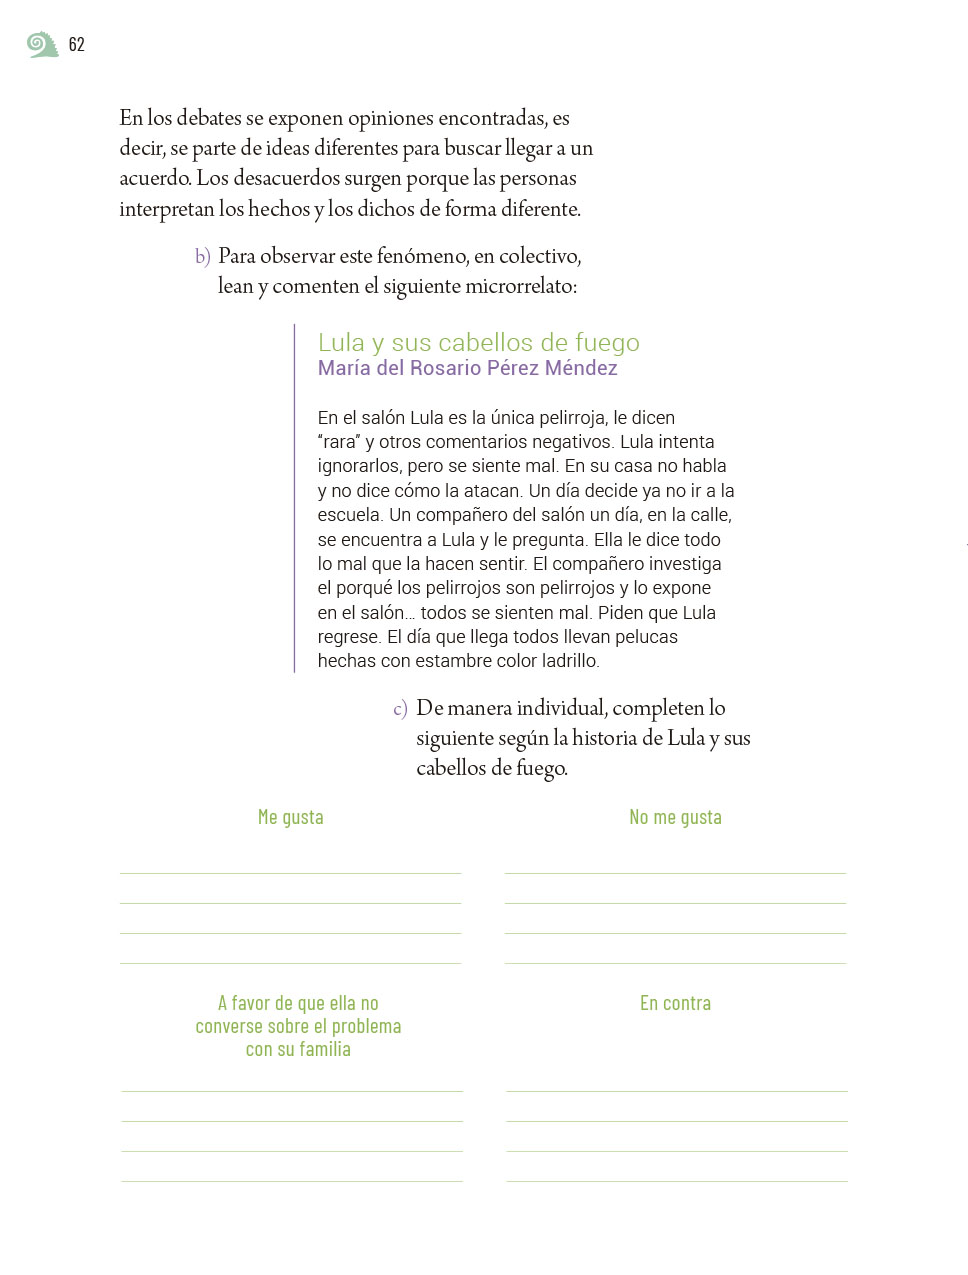 62
En los debates se exponen opiniones encontradas, es
decir, se parte de ideas diferentes para buscar llegar a un
acuerdo. Los desacuerdos surgen porque las personas
interpretan los hechos y los dichos de forma diferente.
b) Para observar este fenómeno, en colectivo,
lean y comenten el siguiente microrrelato:
Lula y sus cabellos de fuego
María del Rosario Pérez Méndez
En el salón Lula es la única pelirroja, le dicen
“rara” y otros comentarios negativos. Lula intenta
ignorarlos, pero se siente mal. En su casa no habla
y no dice cómo la atacan. Un día decide ya no ir a la
escuela. Un compañero del salón un día, en la calle,
se encuentra a Lula y le pregunta. Ella le dice todo
lo mal que la hacen sentir. El compañero investiga
el porqué los pelirrojos son pelirrojos y lo expone
en el salón… todos se sienten mal. Piden que Lula
regrese. El día que llega todos llevan pelucas
hechas con estambre color ladrillo.
c) De manera individual, completen lo
siguiente según la historia de Lula y sus
cabellos de fuego.
Me gusta
No me gusta
A favor de que ella no
converse sobre el problema
con su familia
En contra